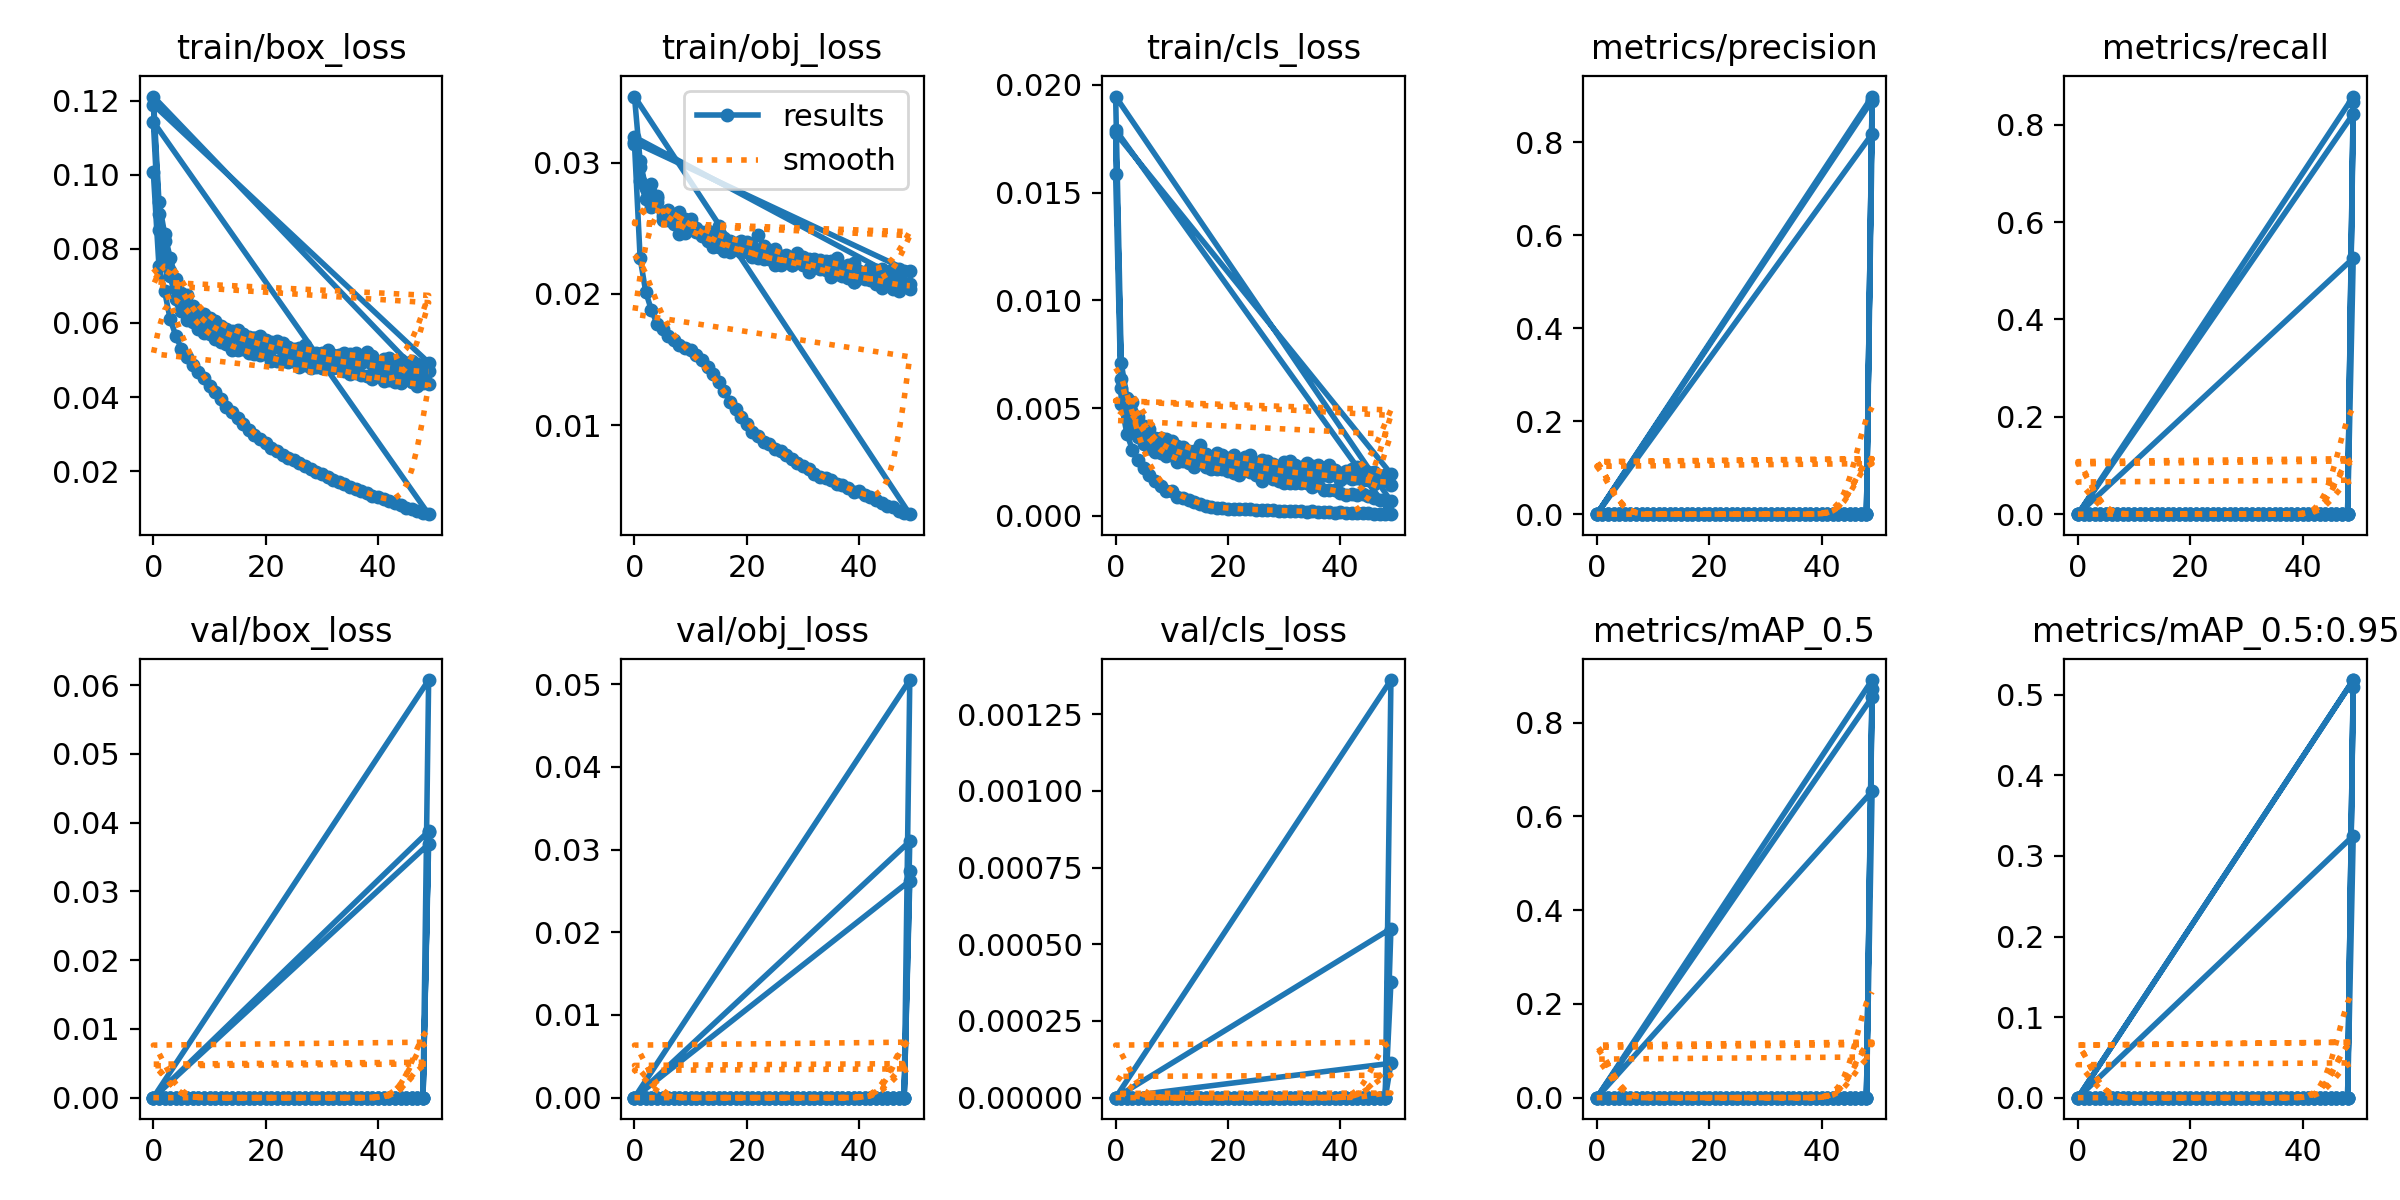 train/box_loss
0.12
0.10
0.08
0.06
0.04
0.02
0 20 40
train/obj_loss
results
smooth
0.03
0.02
0.01
0 20 40
train/cls_loss
0.020
0.015
0.010
0.005
0.000
0 20 40
metrics/precision
0.8
0.6
0.4
0.2
0.0
0 20 40
metrics/recall
0.8
0.6
0.4
0.2
0.0
0 20 40
val/box_loss
0.06
0.05
0.04
0.03
0.02
0.01
0.00
0 20 40
val/obj_loss
0.05
0.04
0.03
0.02
0.01
0.00
0 20 40
val/cls_loss
0.00125
0.00100
0.00075
0.00050
0.00025
0.00000
0 20 40
metrics/mAP_0.5
0.8
0.6
0.4
0.2
0.0
0 20 40
metrics/mAP_0.5:0.95
0.5
0.4
0.3
0.2
0.1
0.0
0 20 40